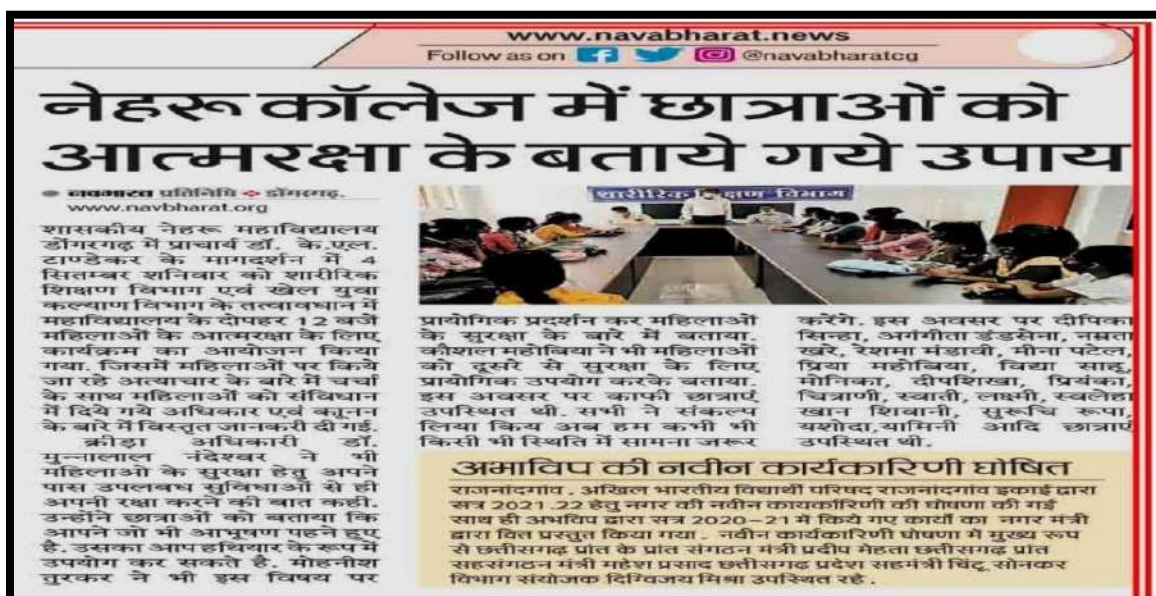 www.navabharat.news
Follow as on @navabharatcg
नेहरू कॉलेज में छात्राओं को
आत्मरक्षा के बताये गये उपाय
नवभारत प्रतिनिधि डोंगरगढ़.
www.navbharat.org
शासकीय नेहरू महाविद्यालय
डोंगरगढ़ में प्राचार्य डॉ. के.एल.
टाण्डेकर के मागदर्शन में 4
सितम्बर शनिवार को शारीरिक
शिक्षण विभाग एवं खेल युवा
कल्याण विभाग के तत्वावधान में
महाविद्यालय के दोपहर 12 बजे
महिलाओं के आत्मरक्षा के लिए
कार्यक्रम का आयोजन किया
गया. जिसमें महिलाओं पर किये
जा रहे अत्याचार के बारे में चर्चा
के साथ महिलाओं को संविधान
में दिये गये अधिकार एवं कानून
के बारे में विस्तृत जानकरी दी गई.
क्रीड़ा अधिकारी डॉ.
मुन्नालाल नंदेश्वर ने भी
महिलाओ के सुरक्षा हेतु अपने
पास उपलबध सुविधाओं से ही
अपनी रक्षा करने की बात कही.
उन्होंने छात्राओं को बताया कि
आपने जो भी आभूषण पहने हुए
है. उसका आप हथियार के रूप में
उपयोग कर सकते है. मोहनीश
तुरकर ने भी इस विषय पर
शारीरिक शिक्षण विभाग
प्रायोगिक प्रदर्शन कर महिलाओं
के सुरक्षा के बारे में बताया.
कौशल महोबिया ने भी महिलाओं
को दूसरे से सुरक्षा के लिए
प्रायोगिक उपयोग करके बताया.
इस अवसर पर काफी छात्राएं
उपस्थित थी. सभी ने संकल्प
लिया किय अब हम कभी भी
किसी भी स्थिति में सामना जरूर
करेंगे. इस अवसर पर दीपिका
सिन्हा, अगंगीता डंडसेना, नम्रता
खरे, रेशमा मंडावी, मीना पटेल,
प्रिया महोबिया, विद्या साहू,
मोनिका, दीपशिखा, प्रियंका,
चित्राणी, स्वाती, लक्ष्मी, स्वलेहा
खान शिवानी, सुरूचि रूपा,
यशोदा,यामिनी आदि छात्राएं
उपस्थित थी.
अभाविप की नवीन कार्यकारिणी घोषित
राजनांदगांव. अखिल भारतीय विद्यार्थी परिषद राजनांदगांव इकाई द्वारा
सत्र 2021.22 हेतु नगर की नवीन कार्यकारिणी की घोषणा की गई
साथ ही अभविप द्वारा सत्र 2020-21 में किये गए कार्यों का नगर मंत्री
द्वारा वित्त प्रस्तुत किया गया. नवीन कार्यकारिणी घोषणा में मुख्य रूप
से छत्तीसगढ़ प्रांत के प्रांत संगठन मंत्री प्रदीप मेहता छत्तीसगढ़ प्रांत
सहसंगठन मंत्री महेश प्रसाद छत्तीसगढ़ प्रदेश सहमंत्री चिंटू सोनकर
विभाग संयोजक दिग्विजय मिश्रा उपस्थित रहे.